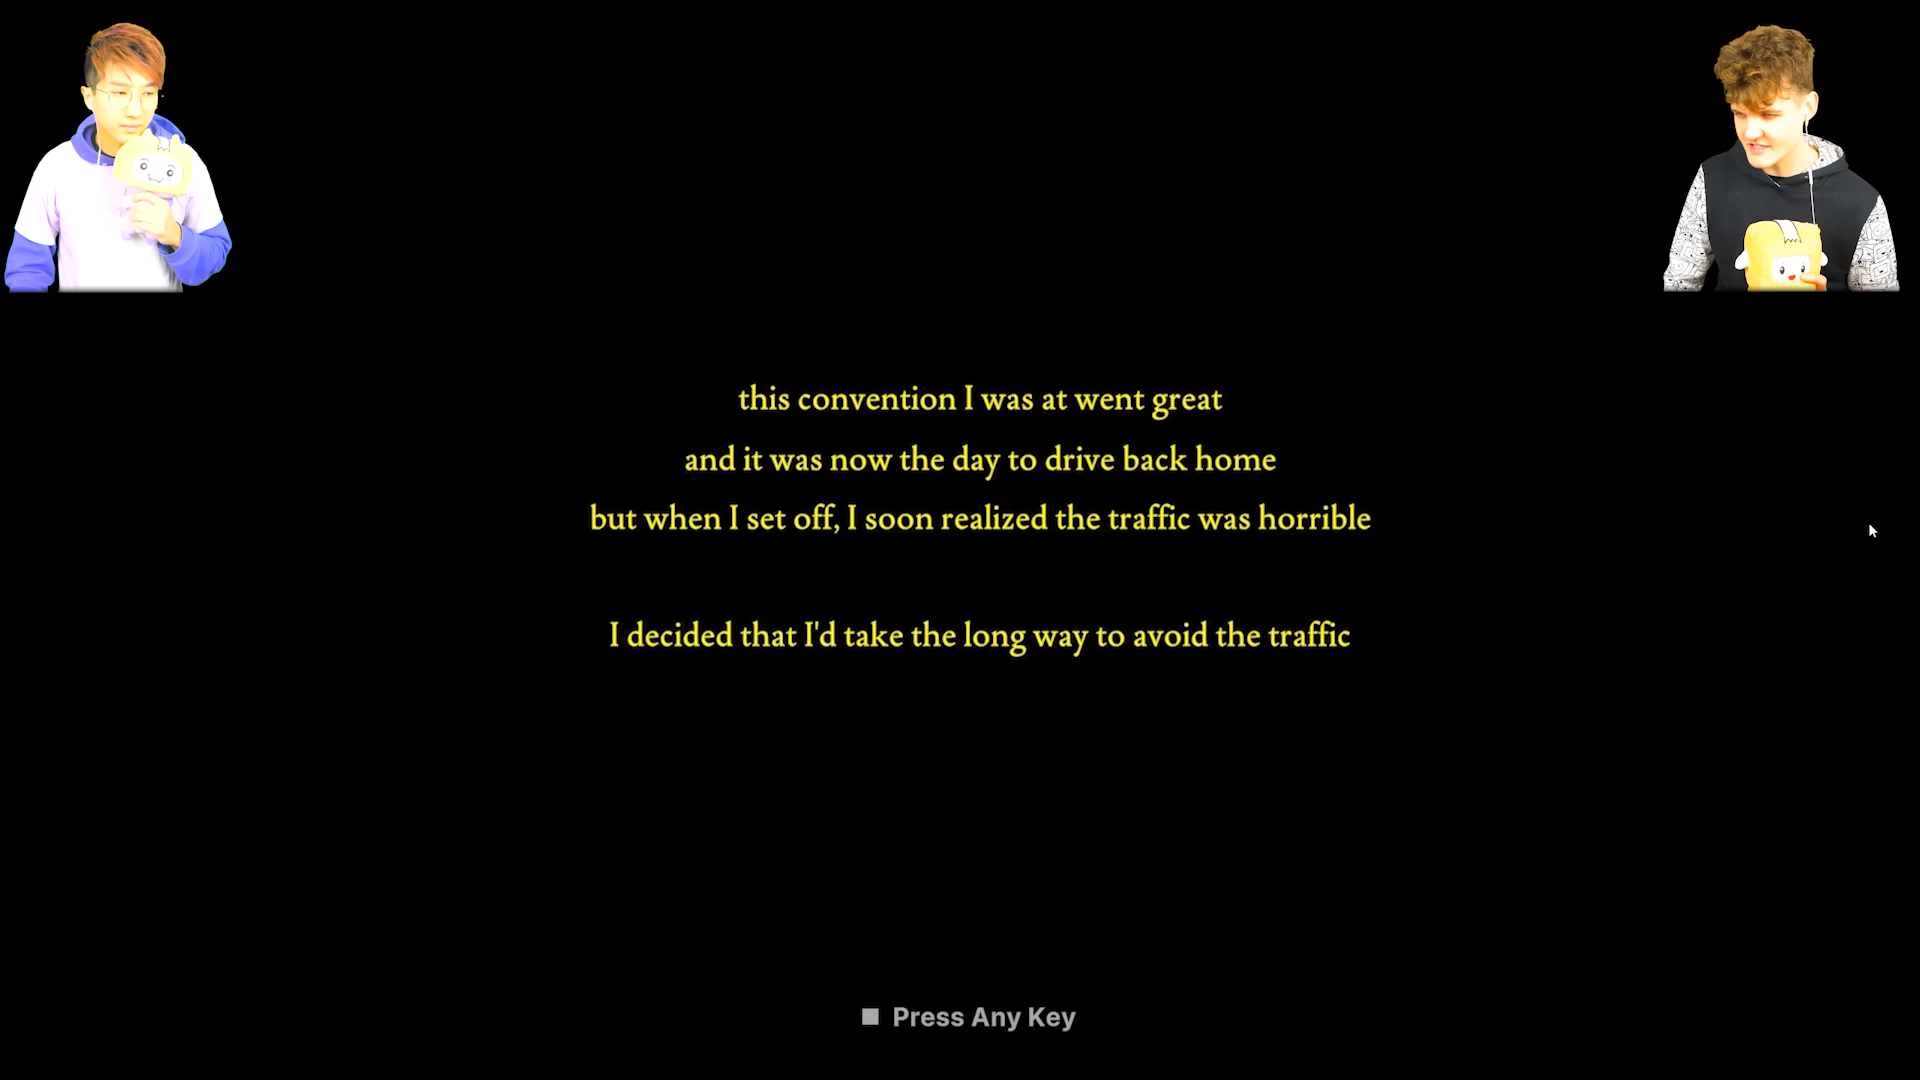 this convention I was at went great
and it was now the day to drive back home
but when I set off, I soon realized the traffic was horrible
I decided that I'd take the long way to avoid the traffic
Press Any Key